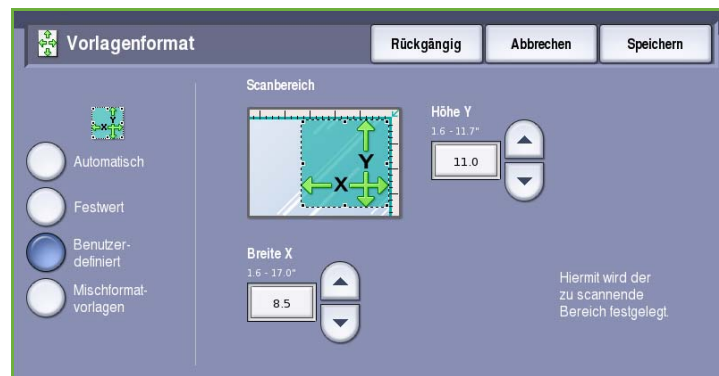 Vorlagenformat
Rückgängig
Abbrechen
Speichern
Automatisch
Festwert
Benutzer-
definiert
Mischformat-
vorlagen
Scanbereich
Y
X
Höhe Y
1.6 - 11.7"
11.0
Breite X
1.6 - 17.0"
8.5
Hiermit wird der
zu scannende
Bereich festgelegt.